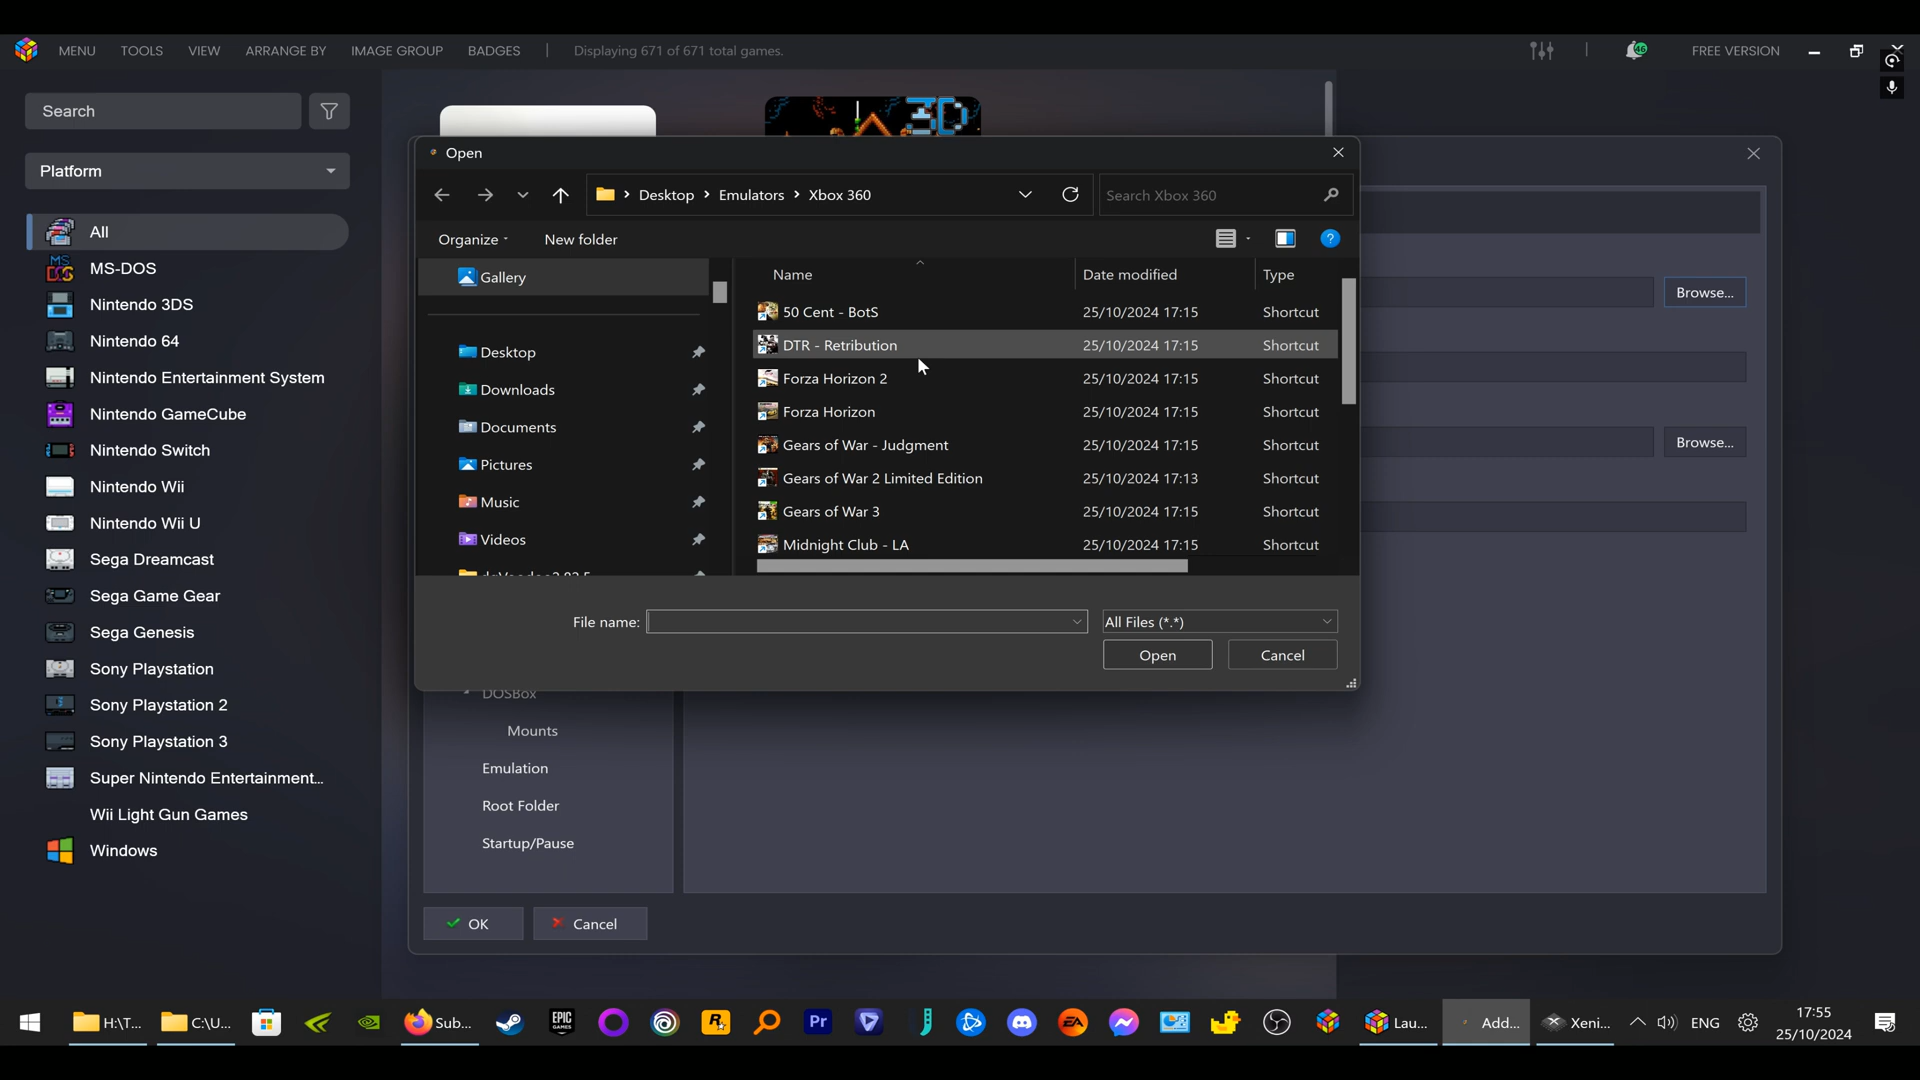 MENU TOOLS VIEW ARRANGE BY IMAGE GROUP BADGES | Displaying 671 of 671 total games. 46 FREE VERSION
Search
Platform
All
MS-DOS
Nintendo 3DS
Nintendo 64
Nintendo Entertainment System
Nintendo GameCube
Nintendo Switch
Nintendo Wii
Nintendo Wii U
Sega Dreamcast
Sega Game Gear
Sega Genesis
Sony Playstation
Sony Playstation 2
Sony Playstation 3
Super Nintendo Entertainment...
Wii Light Gun Games
Windows
3D
Open
Desktop > Emulators > Xbox 360
Search Xbox 360
Organize New folder
Gallery
Desktop
Downloads
Documents
Pictures
Music
Videos
Name Date modified Type
50 Cent - BotS 25/10/2024 17:15 Shortcut
DTR - Retribution 25/10/2024 17:15 Shortcut
Forza Horizon 2 25/10/2024 17:15 Shortcut
Forza Horizon 25/10/2024 17:15 Shortcut
Gears of War - Judgment 25/10/2024 17:15 Shortcut
Gears of War 2 Limited Edition 25/10/2024 17:13 Shortcut
Gears of War 3 25/10/2024 17:15 Shortcut
Midnight Club - LA 25/10/2024 17:15 Shortcut
File name: All Files (*.*)
Open Cancel
Browse...
Browse...
DOSBox
Mounts
Emulation
Root Folder
Startup/Pause
OK Cancel
H:\T... C:\U... Sub... EPIC GAMES Pr EA Lau... Add... Xeni... ENG
17:55
25/10/2024